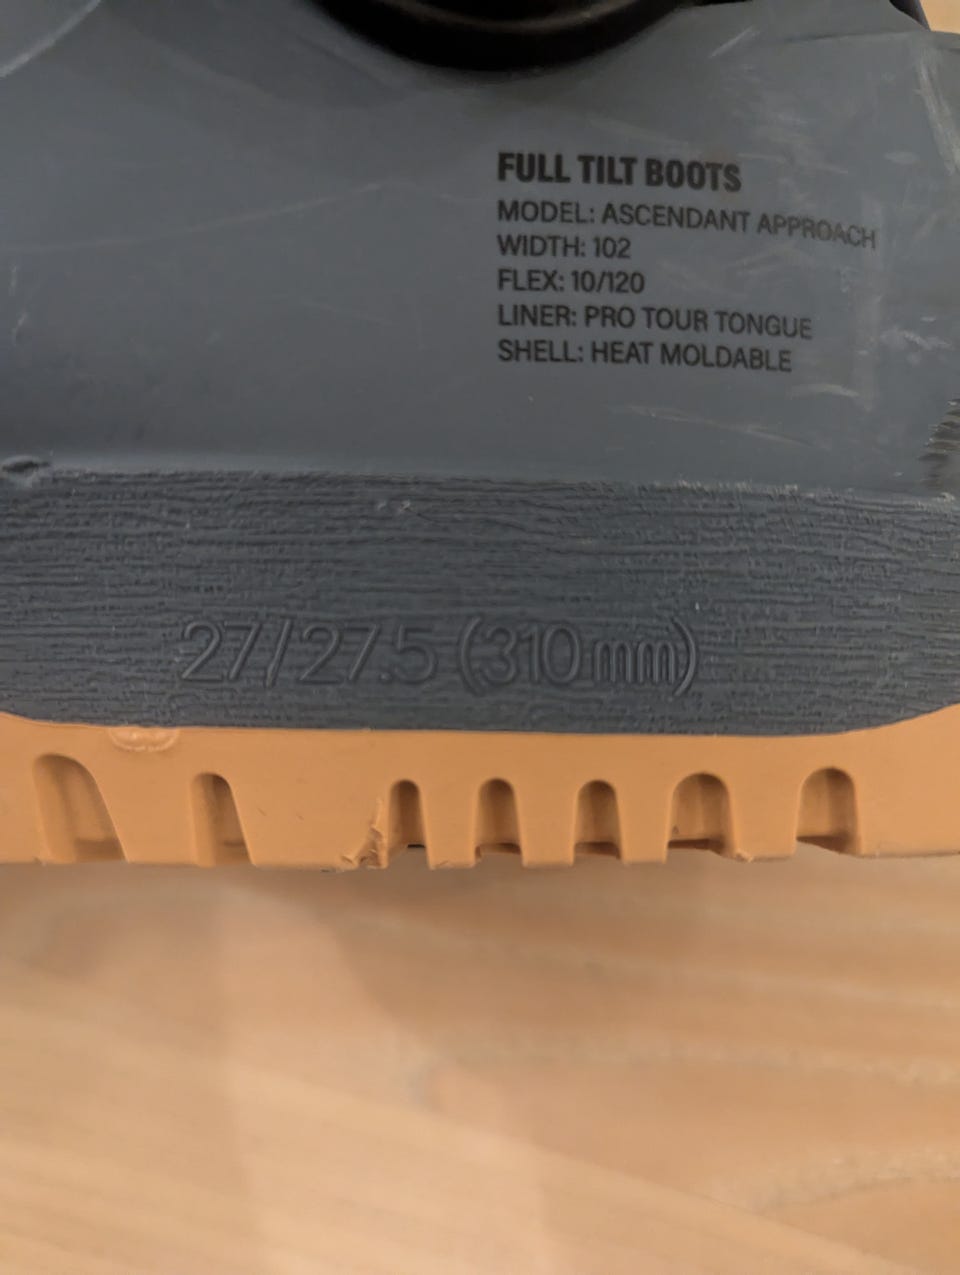 FULL TILT BOOTS
MODEL: ASCENDANT APPROACH
WIDTH: 102
FLEX: 10/120
LINER: PRO TOUR TONGUE
SHELL: HEAT MOLDABLE
27/27.5 (310mm)